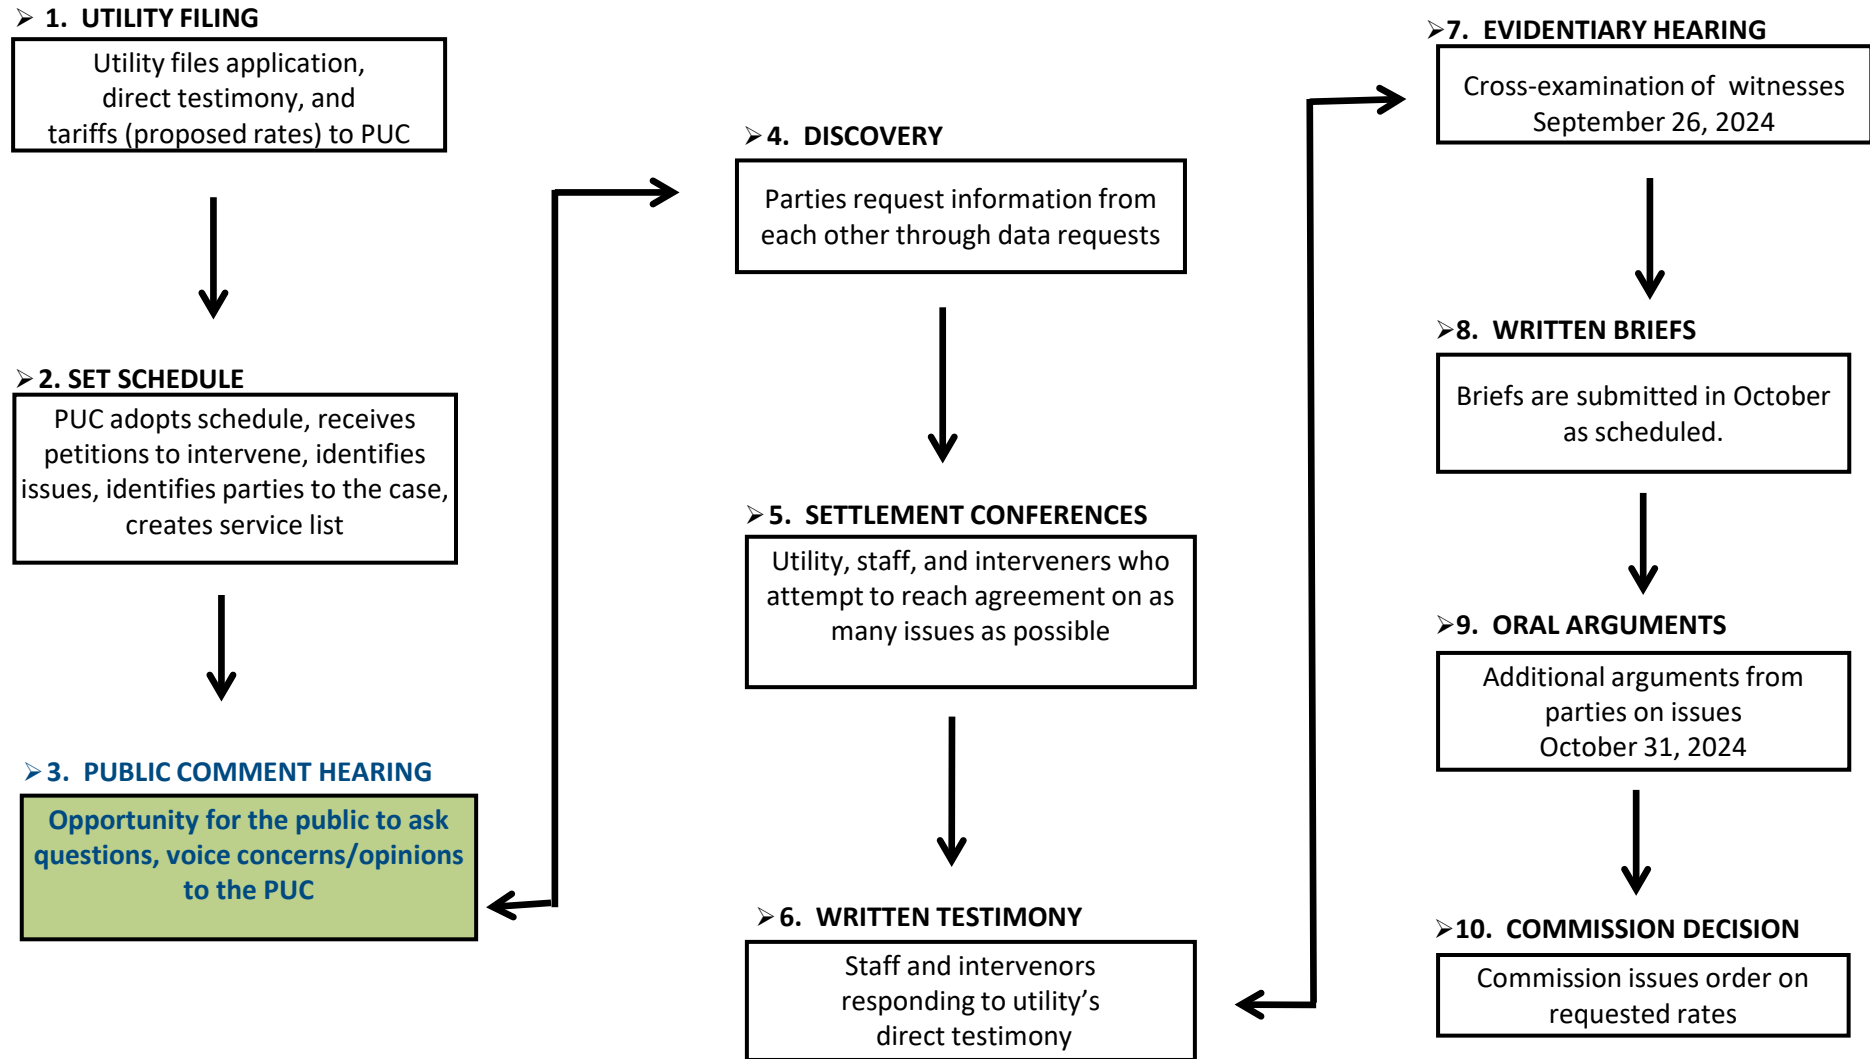 ➢ 1. UTILITY FILING
Utility files application,
direct testimony, and
tariffs (proposed rates) to PUC
➢ 2. SET SCHEDULE
PUC adopts schedule, receives
petitions to intervene, identifies
issues, identifies parties to the case,
creates service list
➢ 3. PUBLIC COMMENT HEARING
Opportunity for the public to ask
questions, voice concerns/opinions
to the PUC
➢ 4. DISCOVERY
Parties request information from
each other through data requests
➢ 5. SETTLEMENT CONFERENCES
Utility, staff, and interveners who
attempt to reach agreement on as
many issues as possible
➢ 6. WRITTEN TESTIMONY
Staff and intervenors
responding to utility’s
direct testimony
➢ 7. EVIDENTIARY HEARING
Cross-examination of witnesses
September 26, 2024
➢ 8. WRITTEN BRIEFS
Briefs are submitted in October
as scheduled.
➢ 9. ORAL ARGUMENTS
Additional arguments from
parties on issues
October 31, 2024
➢ 10. COMMISSION DECISION
Commission issues order on
requested rates